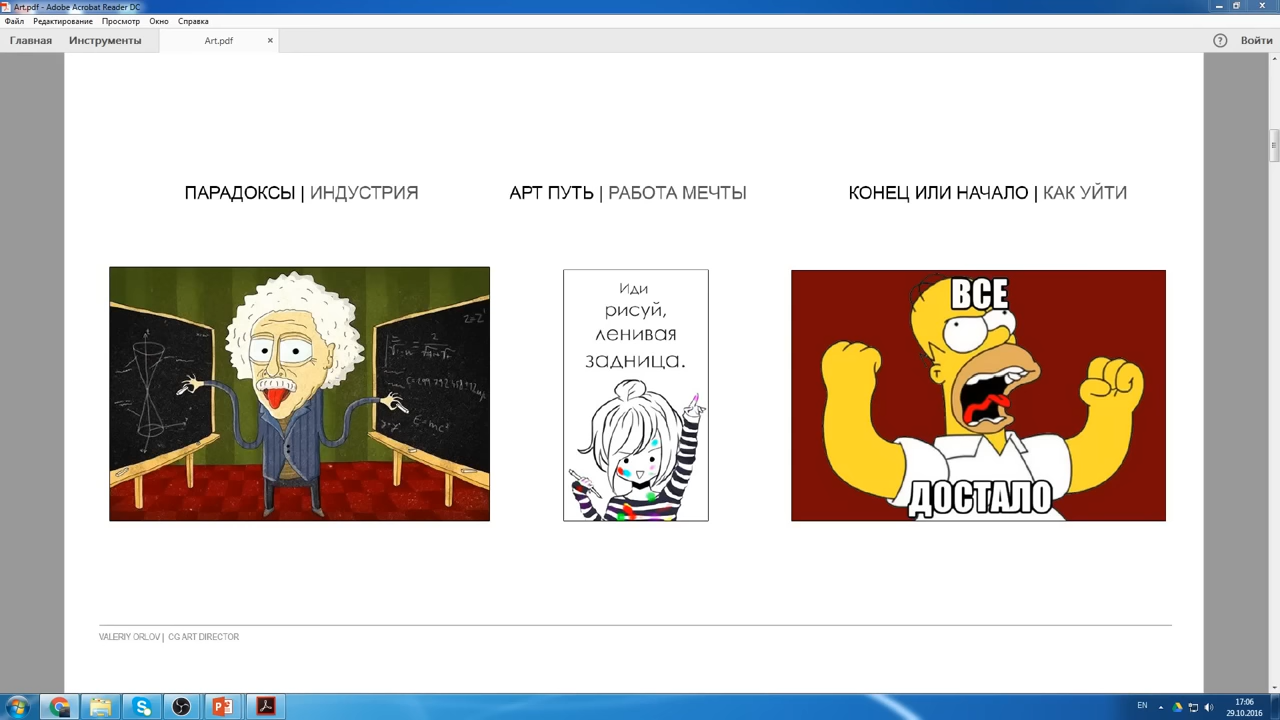 Art.pdf - Adobe Acrobat Reader DC
Файл Редактирование Просмотр Окно Справка
Главная Инструменты Art.pdf × ? Войти
ПАРАДОКСЫ | ИНДУСТРИЯ
АРТ ПУТЬ | РАБОТА МЕЧТЫ
КОНЕЦ ИЛИ НАЧАЛО | КАК УЙТИ
Иди
рисуй,
ленивая
задница.
ВСЕ
ДОСТАЛО
VALERIY ORLOV | CG ART DIRECTOR
EN
17:06
29.10.2016